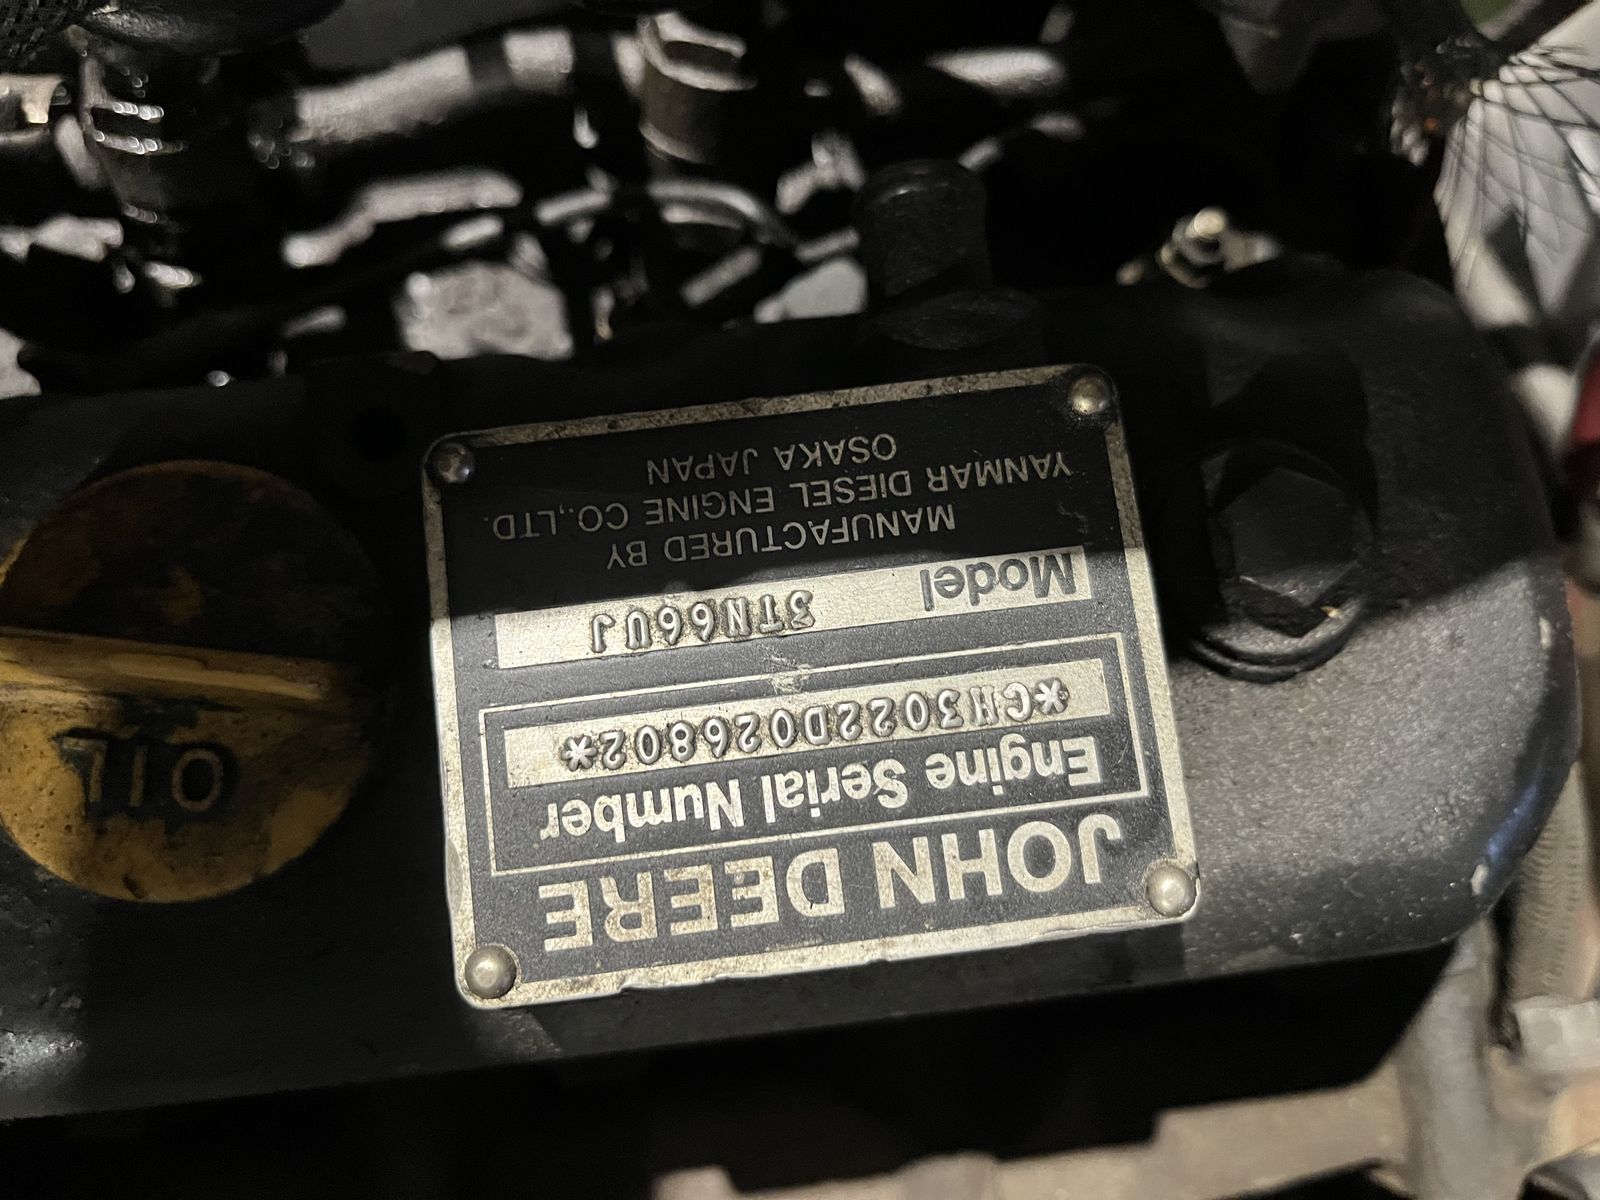 JOHN DEERE
Engine Serial Number
*CH3022D026802*
Model 3TN66UJ
MANUFACTURED BY
YANMAR DIESEL ENGINE CO.,LTD.
OSAKA JAPAN
OIL